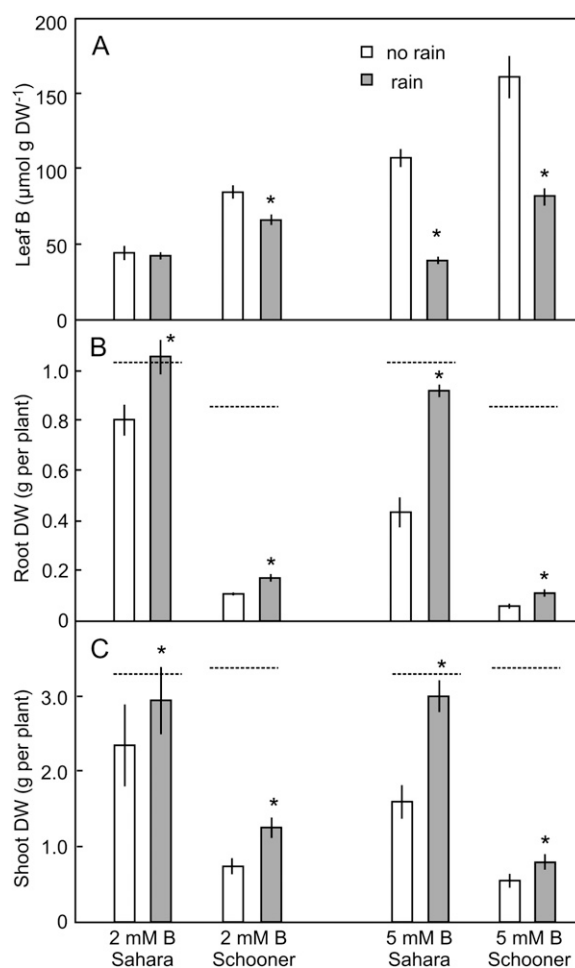 A
no rain
rain
Leaf B (µmol g DW⁻¹)
200
150
100
50
0
*
*
*
B
Root DW (g per plant)
1.0
0.8
0.6
0.4
0.2
0
*
*
*
*
C
Shoot DW (g per plant)
3.0
2.0
1.0
0
*
*
*
*
2 mM B 2 mM B 5 mM B 5 mM B
Sahara Schooner Sahara Schooner